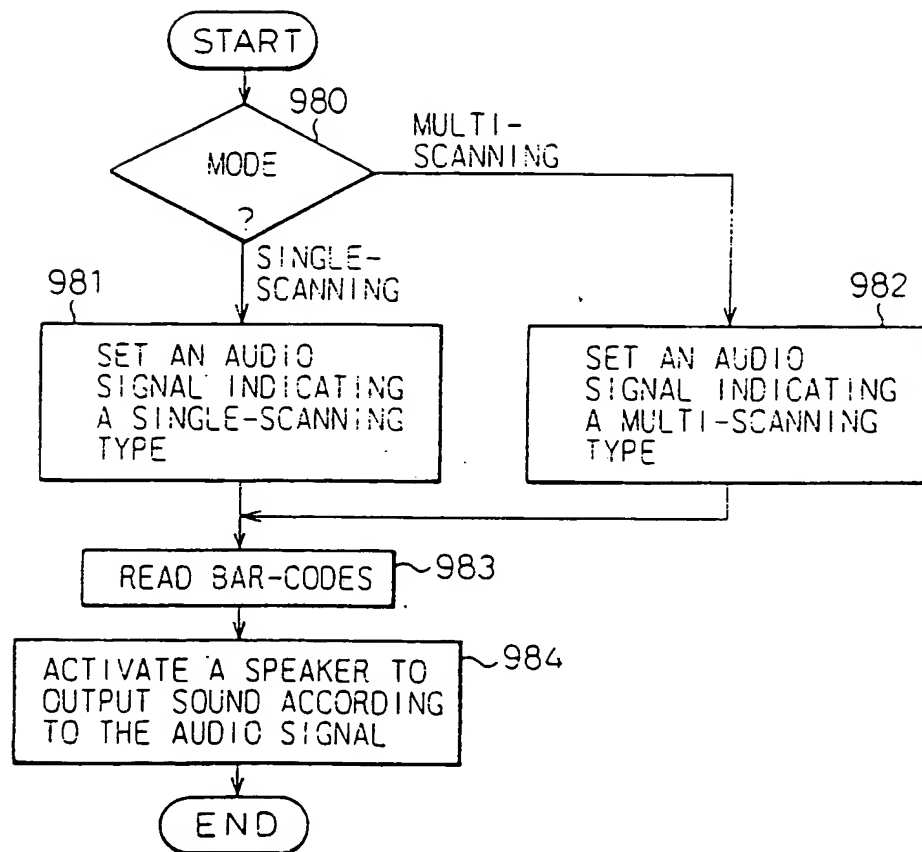 START
980
MODE
?
MULTI-
SCANNING
SINGLE-
SCANNING
981
SET AN AUDIO
SIGNAL INDICATING
A SINGLE-SCANNING
TYPE
982
SET AN AUDIO
SIGNAL INDICATING
A MULTI-SCANNING
TYPE
READ BAR-CODES
983
ACTIVATE A SPEAKER TO
OUTPUT SOUND ACCORDING
TO THE AUDIO SIGNAL
984
END